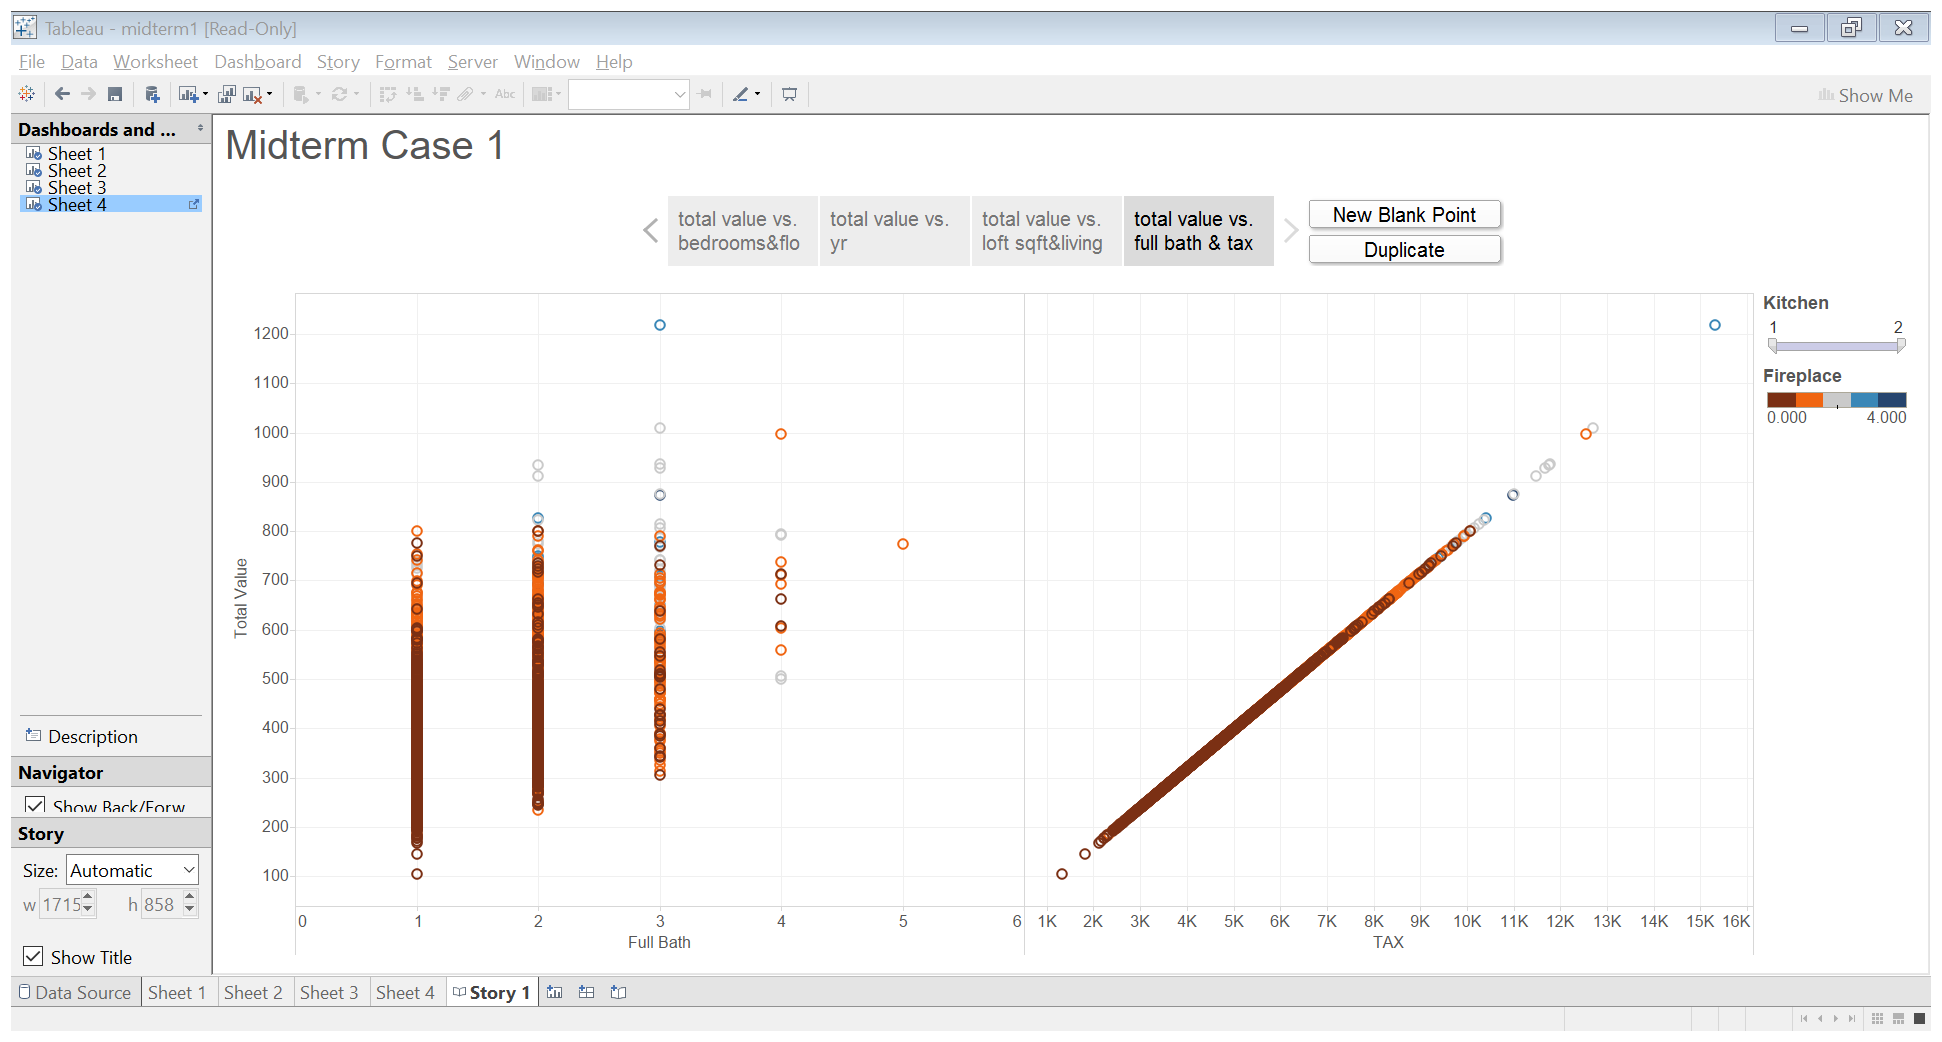 Tableau - midterm1 [Read-Only]
File Data Worksheet Dashboard Story Format Server Window Help
Abc
Show Me
Dashboards and ...
Sheet 1
Sheet 2
Sheet 3
Sheet 4
Description
Navigator
Show Back/Forw
Story
Size: Automatic
w 1715 h 858
Show Title
Midterm Case 1
total value vs.
bedrooms&flo
total value vs.
yr
total value vs.
loft sqft&living
total value vs.
full bath & tax
New Blank Point
Duplicate
Kitchen
1 2
Fireplace
0.000 4.000
Total Value
1200
1100
1000
900
800
700
600
500
400
300
200
100
0 1 2 3 4 5 6
Full Bath
1K 2K 3K 4K 5K 6K 7K 8K 9K 10K 11K 12K 13K 14K 15K 16K
TAX
Data Source Sheet 1 Sheet 2 Sheet 3 Sheet 4 Story 1